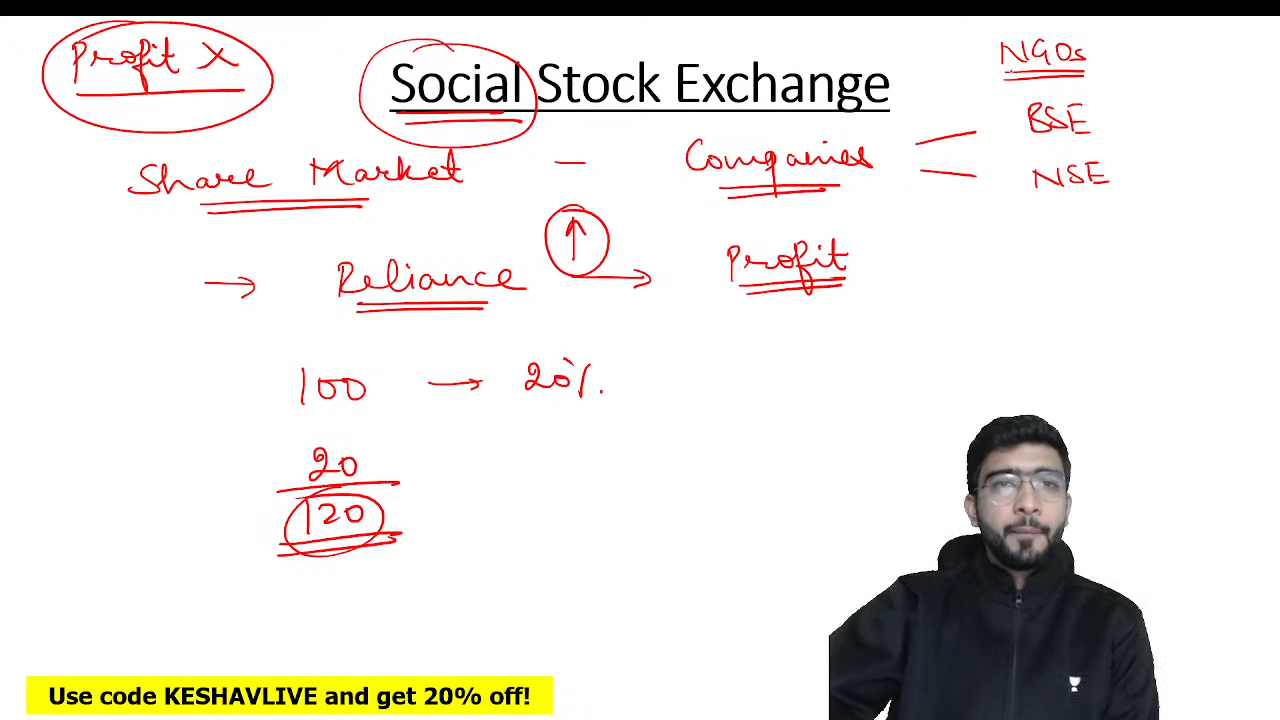 Profit X
Social Stock Exchange
NGOs
Share Market - Companies
BSE
NSE
→ Reliance ↑ → Profit
100 → 20%.
20
120
Use code KESHAVLIVE and get 20% off!